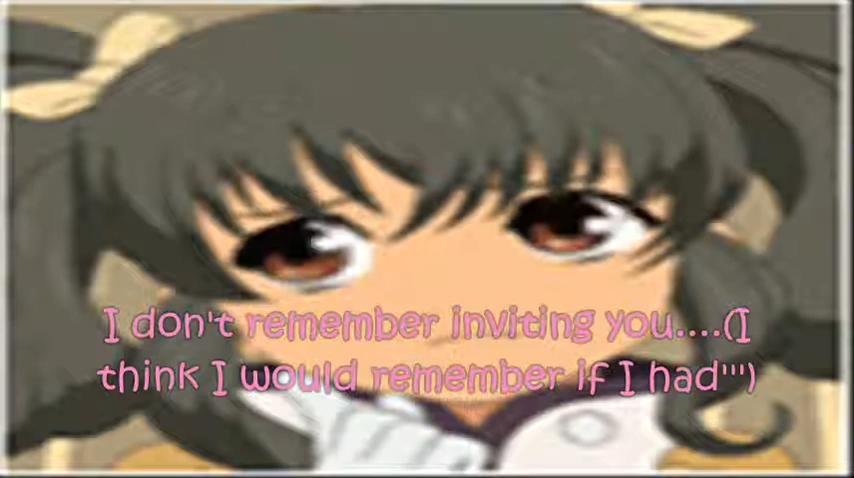 I don't remember inviting you....(I
think I would remember if I had''')